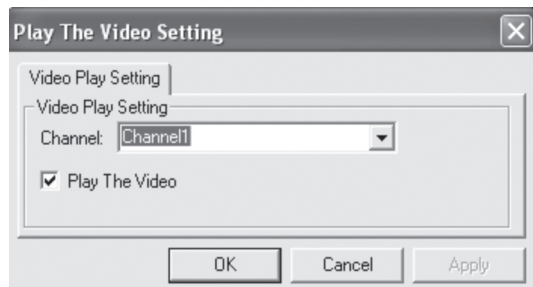 Play The Video Setting
Video Play Setting
Video Play Setting
Channel: Channel1
Play The Video
OK Cancel Apply